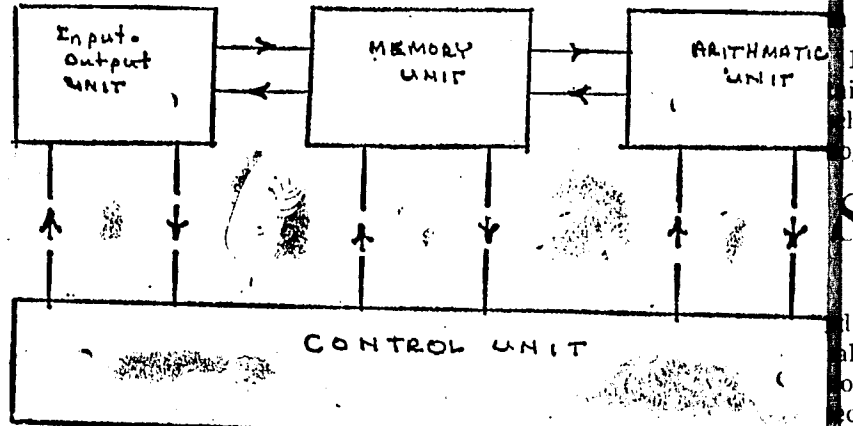 Input-
Output
UNIT
MEMORY
UNIT
ARITHMATIC
UNIT
CONTROL UNIT